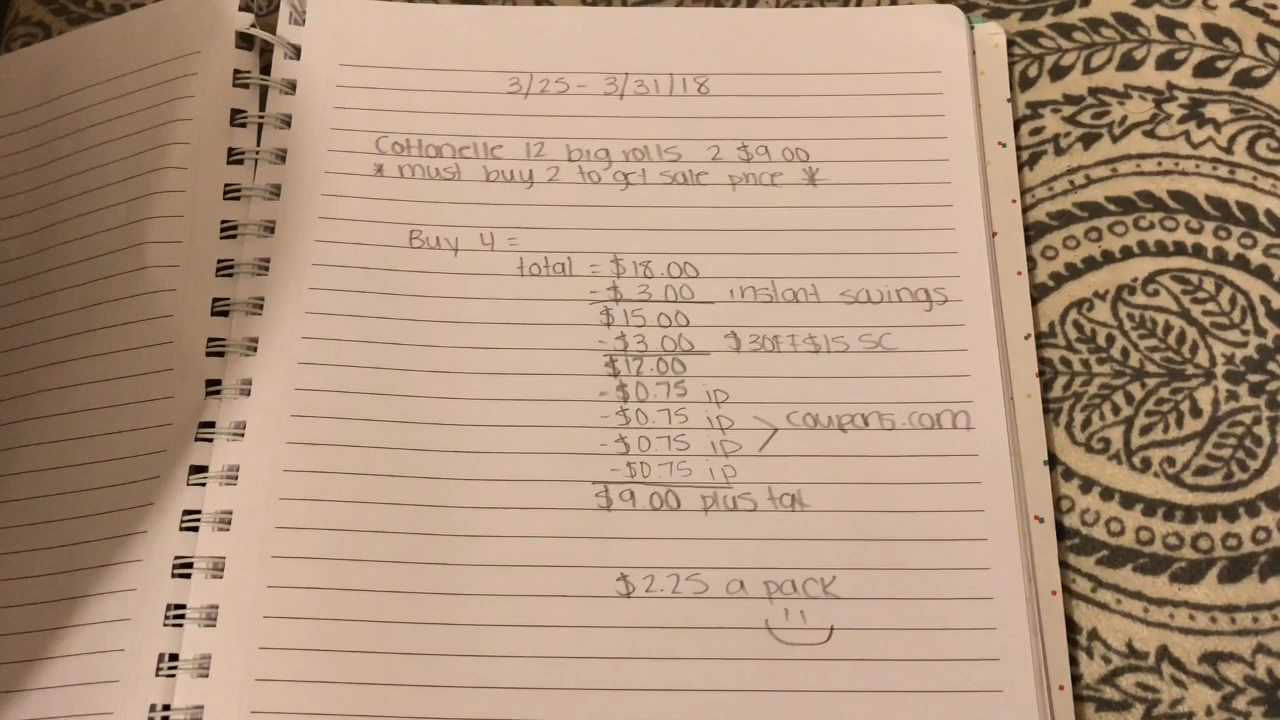 3/25 - 3/31/18
Cottonelle 12 big rolls 2 $9.00
* must buy 2 to get sale price *
Buy 4 =
total = $18.00
- $3.00 instant savings
$15.00
- $3.00 $3OFF$15 SC
$12.00
- $0.75 ip
- $0.75 ip > coupons.com
- $0.75 ip
- $0.75 ip
$9.00 plus tax
$2.25 a pack